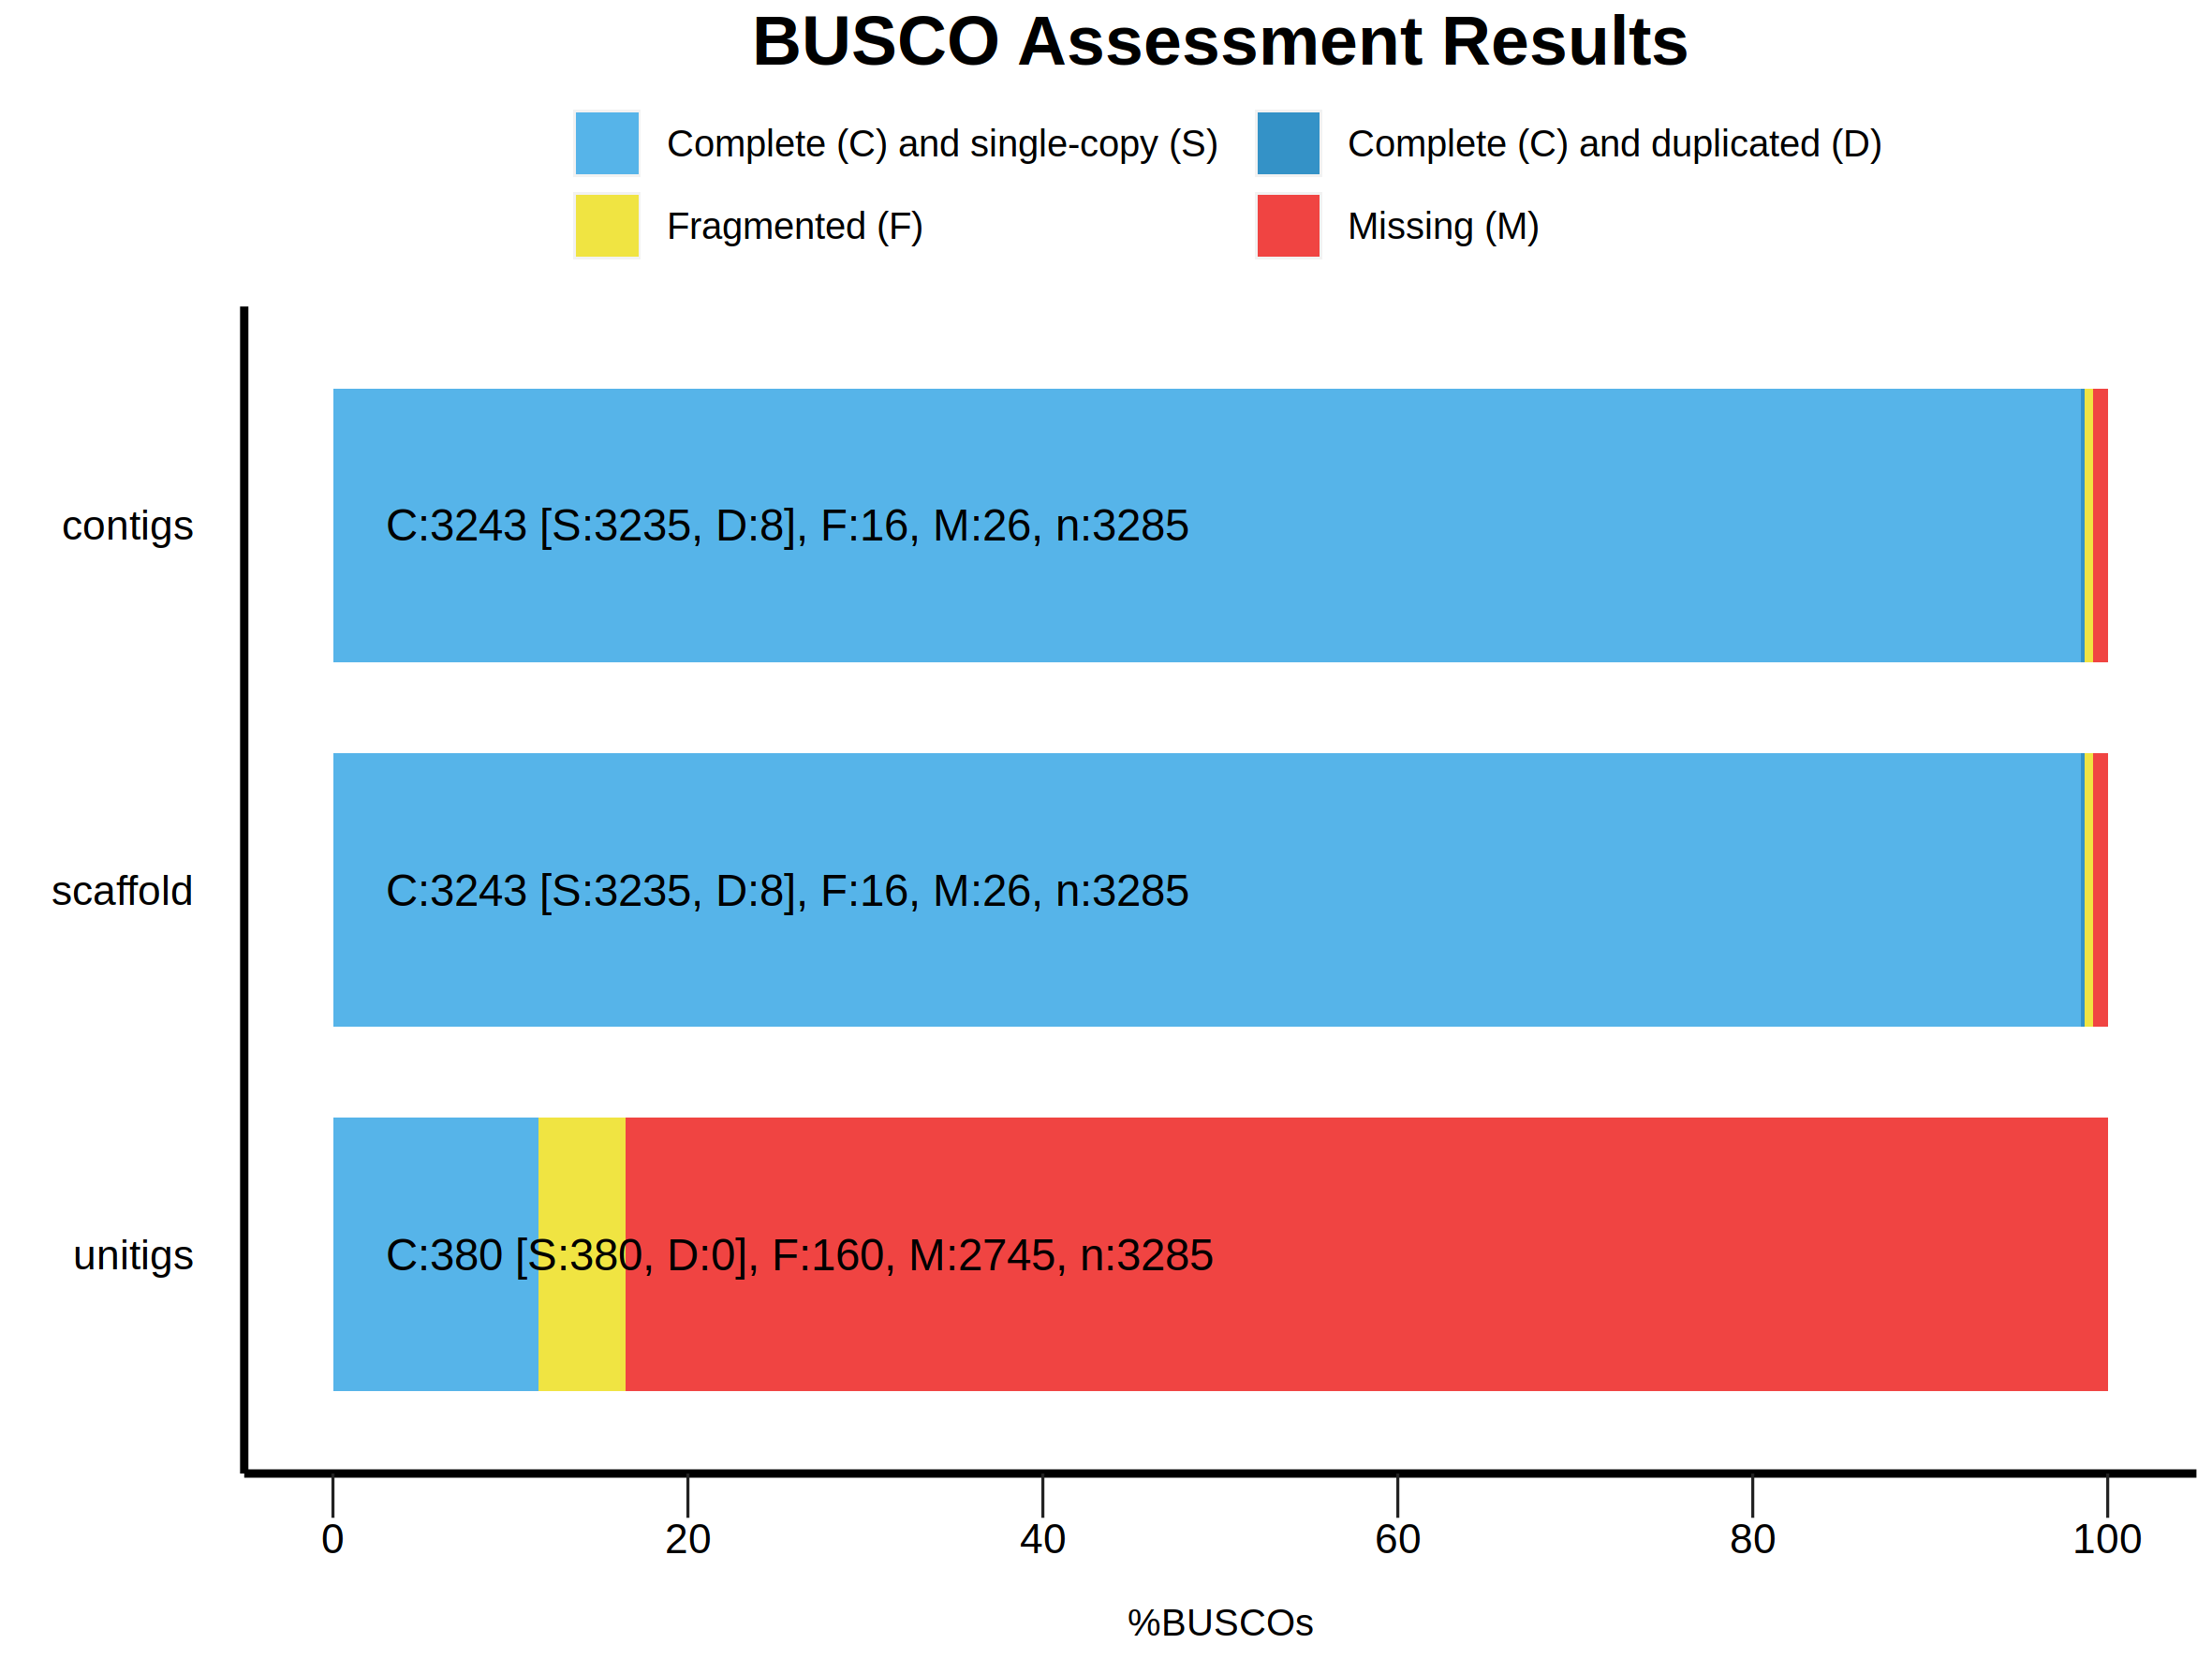 BUSCO Assessment Results
Complete (C) and single-copy (S) Complete (C) and duplicated (D)
Fragmented (F) Missing (M)
contigs C:3243 [S:3235, D:8], F:16, M:26, n:3285
scaffold C:3243 [S:3235, D:8], F:16, M:26, n:3285
unitigs C:380 [S:380, D:0], F:160, M:2745, n:3285
0 20 40 60 80 100
%BUSCOs